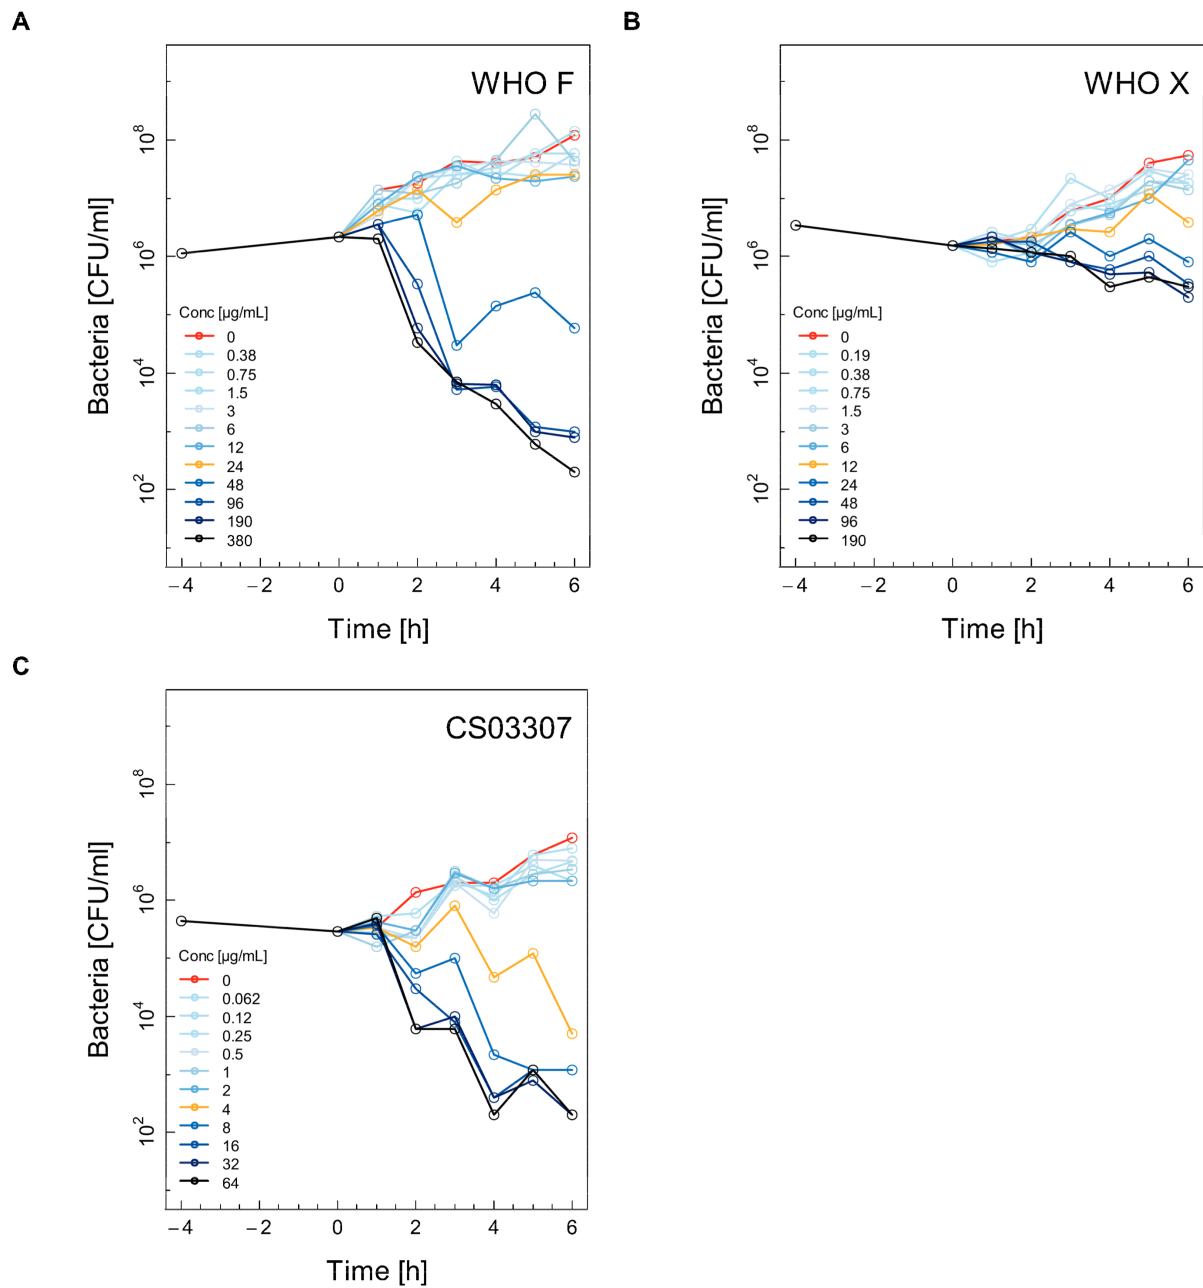 A
WHO F
Bacteria [CFU/ml]
10^8
10^6
10^4
10^2
Conc [µg/mL]
0
0.38
0.75
1.5
3
6
12
24
48
96
190
380
−4 −2 0 2 4 6
Time [h]
B
WHO X
Bacteria [CFU/ml]
10^8
10^6
10^4
10^2
Conc [µg/mL]
0
0.19
0.38
0.75
1.5
3
6
12
24
48
96
190
−4 −2 0 2 4 6
Time [h]
C
CS03307
Bacteria [CFU/ml]
10^8
10^6
10^4
10^2
Conc [µg/mL]
0
0.062
0.12
0.25
0.5
1
2
4
8
16
32
64
−4 −2 0 2 4 6
Time [h]